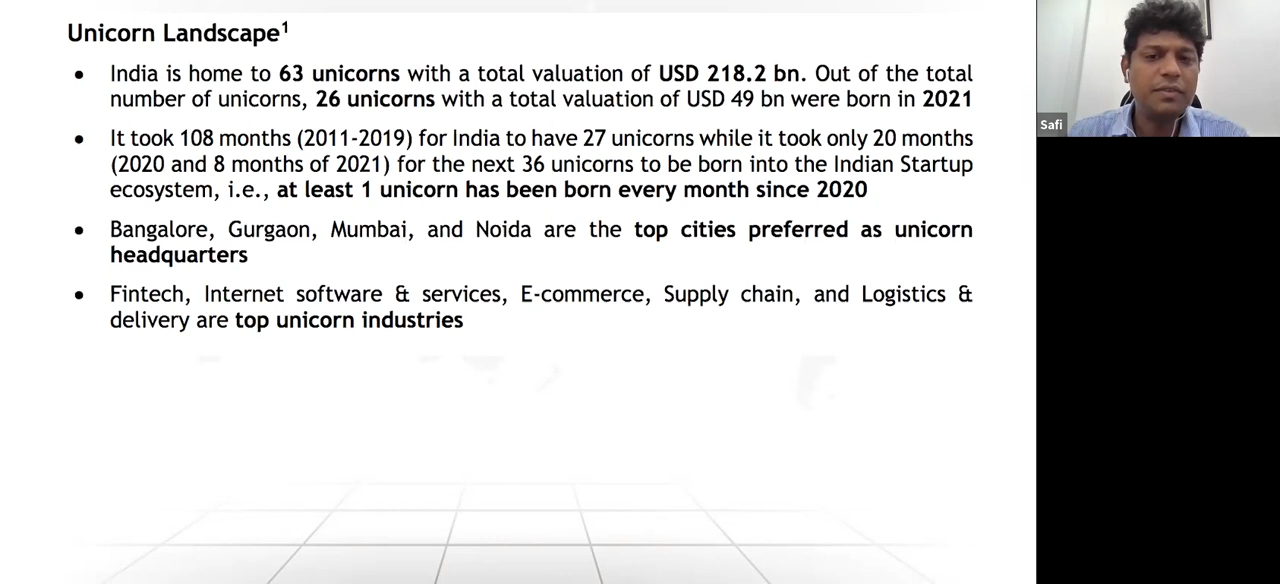 Unicorn Landscape¹
• India is home to 63 unicorns with a total valuation of USD 218.2 bn. Out of the total
number of unicorns, 26 unicorns with a total valuation of USD 49 bn were born in 2021
• It took 108 months (2011-2019) for India to have 27 unicorns while it took only 20 months
(2020 and 8 months of 2021) for the next 36 unicorns to be born into the Indian Startup
ecosystem, i.e., at least 1 unicorn has been born every month since 2020
• Bangalore, Gurgaon, Mumbai, and Noida are the top cities preferred as unicorn
headquarters
• Fintech, Internet software & services, E-commerce, Supply chain, and Logistics &
delivery are top unicorn industries
Safi